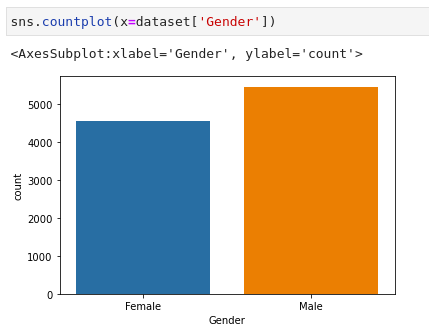 sns.countplot(x=dataset['Gender'])
<AxesSubplot:xlabel='Gender', ylabel='count'>
5000
4000
3000
2000
1000
0
count
Female Male
Gender